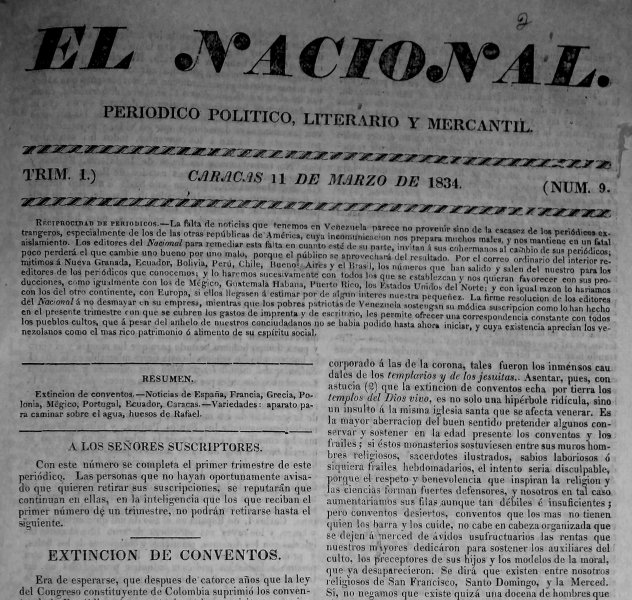 2
EL NACIONAL.
PERIODICO POLITICO, LITERARIO Y MERCANTIL.
TRIM. 1.) CARACAS 11 DE MARZO DE 1834. (NUM. 9.
RECIPROCIDAD DE PERIODICOS.—La falta de noticias que tenemos en Venezuela parece no provenir sino de la escasez de los periódicos ex-
trangeros, especialmente de los de las otras repúblicas de América, cuya incomunicacion nos prepara muchos males, y nos mantiene en un fatal
aislamiento. Los editores del Nacional para remediar esta falta en cuanto esté de su parte, invitan á sus cohermanos al cambio de sus periódicos;
poco perderá el que cambie uno bueno por uno malo, porque el público se aprovechará del resultado. Por el correo ordinario del interior re-
mitimos á Nueva Granada, Ecuador, Bolivia, Perú, Chile, Buenos-Aires y el Brasil, los números que han salido y salen del nuestro para los
editores de los periódicos que conocemos; y lo harémos sucesivamente con todos los que se establezcan y nos quieran favorecer con sus pro-
ducciones, como igualmente con los de Mégico, Goatemala Habana, Puerto Rico, los Estados Unidos del Norte; y con igual razon lo hariamos
con los del otro continente, con Europa, si ellos llegasen á estimar por de algun interes nuestra pequeñez. La firme resolucion de los editores
del Nacional á no desmayar en su empresa, mientras que los pobres patriotas de Venezuela sostengan su módica suscripcion como lo han hecho
en el presente trimestre con que se cubren los gastos de imprenta y de escritorio, les permite ofrecer una correspondencia constante con todos
los pueblos cultos, que á pesar del anhelo de nuestros conciudadanos no se habia podido hasta ahora iniciar, y cuya existencia aprecian los ve-
nezolanos como el mas rico patrimonio ó alimento de su espíritu social.
RESUMEN.
Extincion de conventos.—Noticias de España, Francia, Grecia, Po-
lonia, Mégico, Portugal, Ecuador, Caracas.—Variedades: aparato pa-
ra caminar sobre el agua, huesos de Rafael.
A LOS SEÑORES SUSCRIPTORES.
Con este número se completa el primer trimestre de este
periódico. Las personas que no hayan oportunamente avisa-
do que quieren retirar sus suscripciones, se reputarán que
continuan en ellas, en la inteligencia que los que reciban el
primer número de un trimestre, no podrán retirarse hasta el
siguiente.
EXTINCION DE CONVENTOS.
Era de esperarse, que despues de catorce años que la ley
del Congreso constituyente de Colombia suprimió los conven-
corporado á las de la corona, tales fueron los inmensos cau
dales de los templarios y de los jesuitas. Asentar, pues, con
astucia (2) que la extincion de conventos echa por tierra los
templos del Dios vivo, es no solo una hipérbole ridícula, sino
un insulto á la misma iglesia santa que se afecta venerar. Es
la mayor aberracion del buen sentido pretender algunos con-
servar y sostener en la edad presente los conventos y los
frailes; si éstos monasterios sostuviesen entre sus muros hom-
bres religiosos, sacerdotes ilustrados, sabios laboriosos ó
siquiera frailes hebdomadarios, el intento seria disculpable,
porque el respeto y benevolencia que inspiran la religion y
las ciencias forman fuertes defensores, y nosotros en tal caso
aumentariamos sus filas aunque tan débiles é insuficientes;
pero conventos desiertos, conventos que los mas no tienen
quien los barra y los cuide, no cabe en cabeza organizada que
se dejen á merced de ávidos usufructuarios las rentas que
nuestros mayores dedicáron para sostener los auxiliares del
culto, los preceptores de sus hijos y los modelos de la moral,
que ya desaparecieron. Se dirá que existen entre nosotros
religiosos de San Francisco, Santo Domingo, y la Merced.
Si, no negamos que existe quizá una docena de hombres que